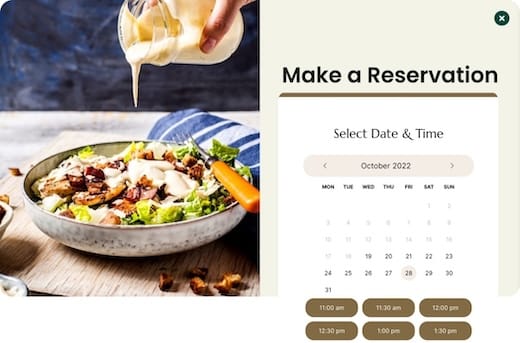 Make a Reservation
Select Date & Time
October 2022
MON TUE WED THU FRI SAT SUN
1 2
3 4 5 6 7 8 9
10 11 12 13 14 15 16
17 18 19 20 21 22 23
24 25 26 27 28 29 30
31
11:00 am 11:30 am 12:00 pm
12:30 pm 1:00 pm 1:30 pm